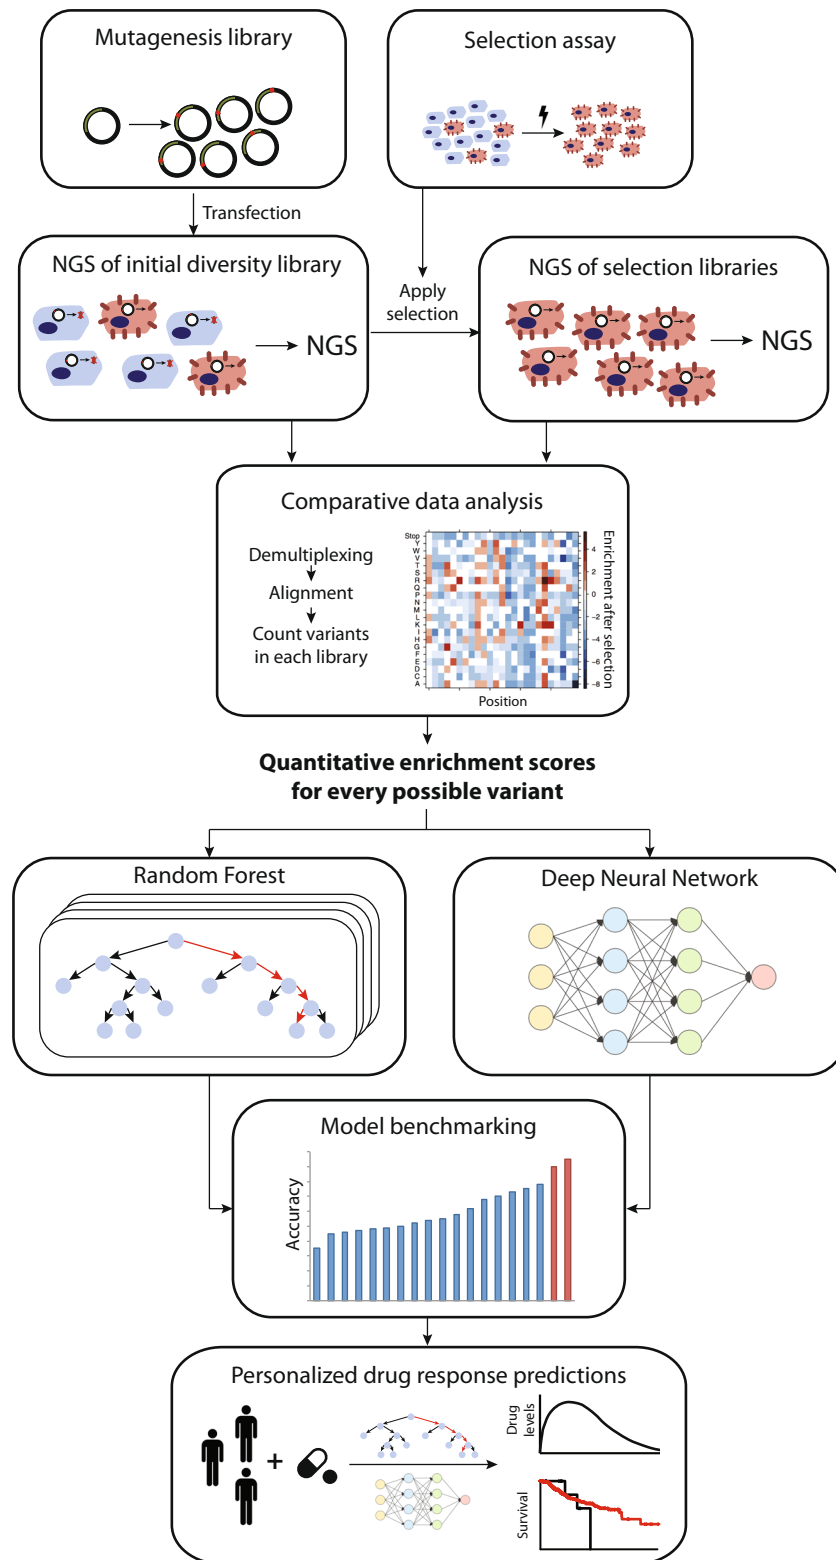 Mutagenesis library
Selection assay
Transfection
NGS of initial diversity library
NGS
Apply
selection
NGS of selection libraries
NGS
Comparative data analysis
Demultiplexing
Alignment
Count variants
in each library
Stop
Y
W
V
T
S
R
Q
P
N
M
L
K
I
H
G
F
E
D
C
A
Position
4
2
0
−2
−4
−6
−8
Enrichment after selection
Quantitative enrichment scores
for every possible variant
Random Forest
Deep Neural Network
Model benchmarking
Accuracy
Personalized drug response predictions
+
Drug
levels
Survival